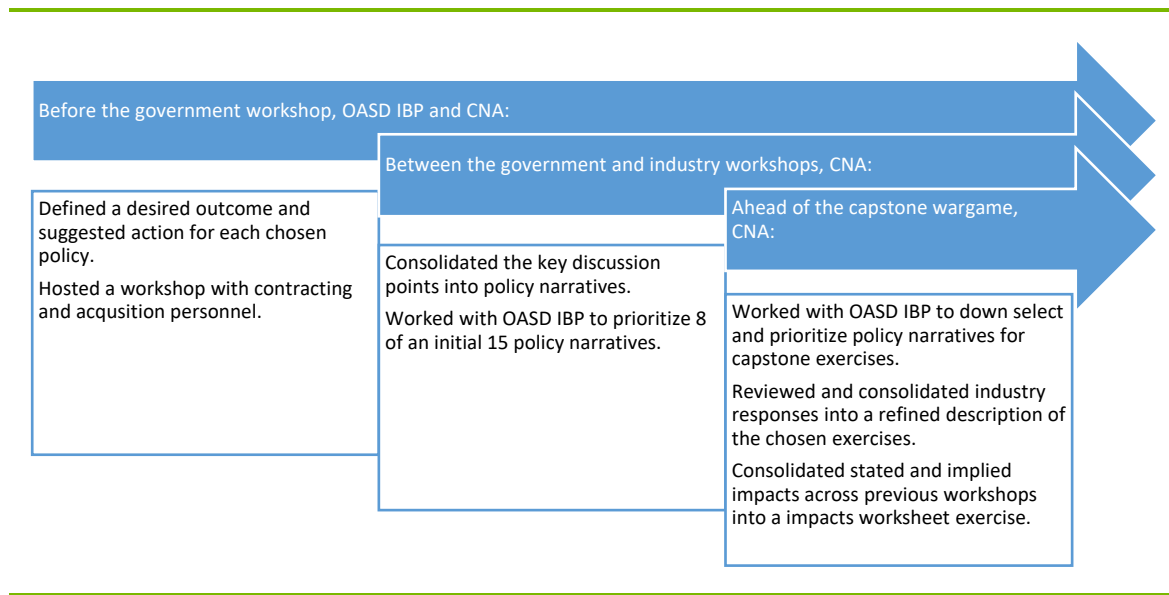 Before the government workshop, OASD IBP and CNA:
Defined a desired outcome and
suggested action for each chosen
policy.
Hosted a workshop with contracting
and acqusition personnel.
Between the government and industry workshops, CNA:
Consolidated the key discussion
points into policy narratives.
Worked with OASD IBP to prioritize 8
of an initial 15 policy narratives.
Ahead of the capstone wargame,
CNA:
Worked with OASD IBP to down select
and prioritize policy narratives for
capstone exercises.
Reviewed and consolidated industry
responses into a refined description of
the chosen exercises.
Consolidated stated and implied
impacts across previous workshops
into a impacts worksheet exercise.